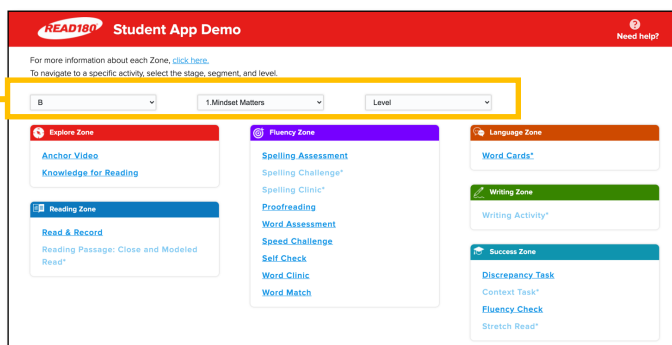 READ180
Student App Demo
?
Need help?
For more information about each Zone, click here.
To navigate to a specific activity, select the stage, segment, and level.
B
1.Mindset Matters
Level
Explore Zone
Anchor Video
Knowledge for Reading
Reading Zone
Read & Record
Reading Passage: Close and Modeled
Read*
Fluency Zone
Spelling Assessment
Spelling Challenge*
Spelling Clinic*
Proofreading
Word Assessment
Speed Challenge
Self Check
Word Clinic
Word Match
Language Zone
Word Cards*
Writing Zone
Writing Activity*
Success Zone
Discrepancy Task
Context Task*
Fluency Check
Stretch Read*